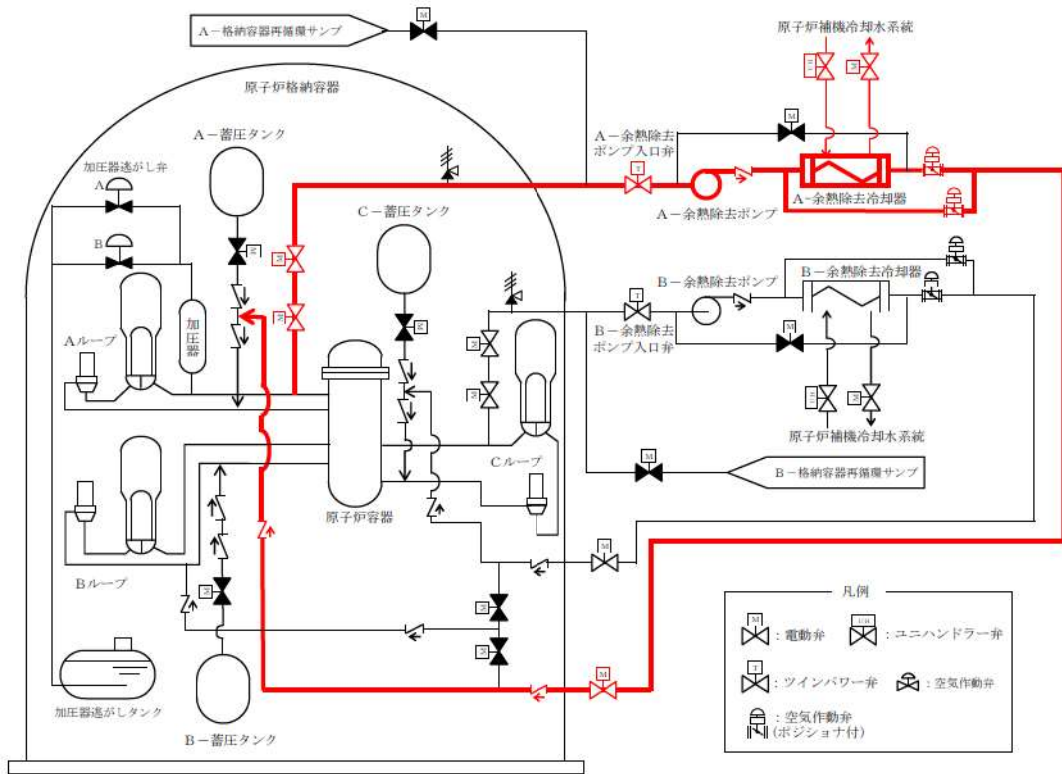 A－格納容器再循環サンプ
M
原子炉補機冷却水系統
原子炉格納容器
UH
M
A－蓄圧タンク
M
A－余熱除去
ポンプ入口弁
加圧器逃がし弁
A
T
C－蓄圧タンク
A－余熱除去ポンプ
A-余熱除去冷却器
B
M
M
M
B－余熱除去ポンプ
B－余熱除去冷却器
T
加圧器
M
M
B－余熱除去
ポンプ入口弁
M
Aループ
M
M
UH
M
原子炉補機冷却水系統
Cループ
M
B－格納容器再循環サンプ
原子炉容器
M
Bループ
M
M
M
M
加圧器逃がしタンク
B－蓄圧タンク
凡例
M
：電動弁
UH
：ユニハンドラー弁
T
：ツインパワー弁
：空気作動弁
：空気作動弁
(ポジショナ付)